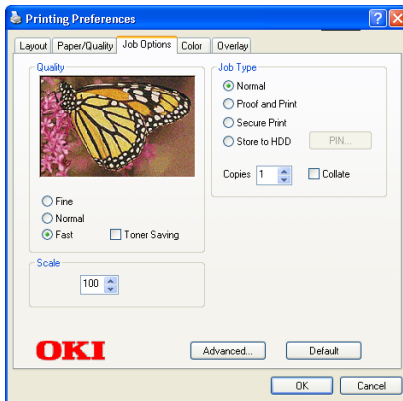 Printing Preferences
Layout Paper/Quality Job Options Color Overlay
Quality
Fine
Normal
Fast Toner Saving
Scale
100
Job Type
Normal
Proof and Print
Secure Print
Store to HDD PIN...
Copies 1 Collate
OKI Advanced... Default
OK Cancel